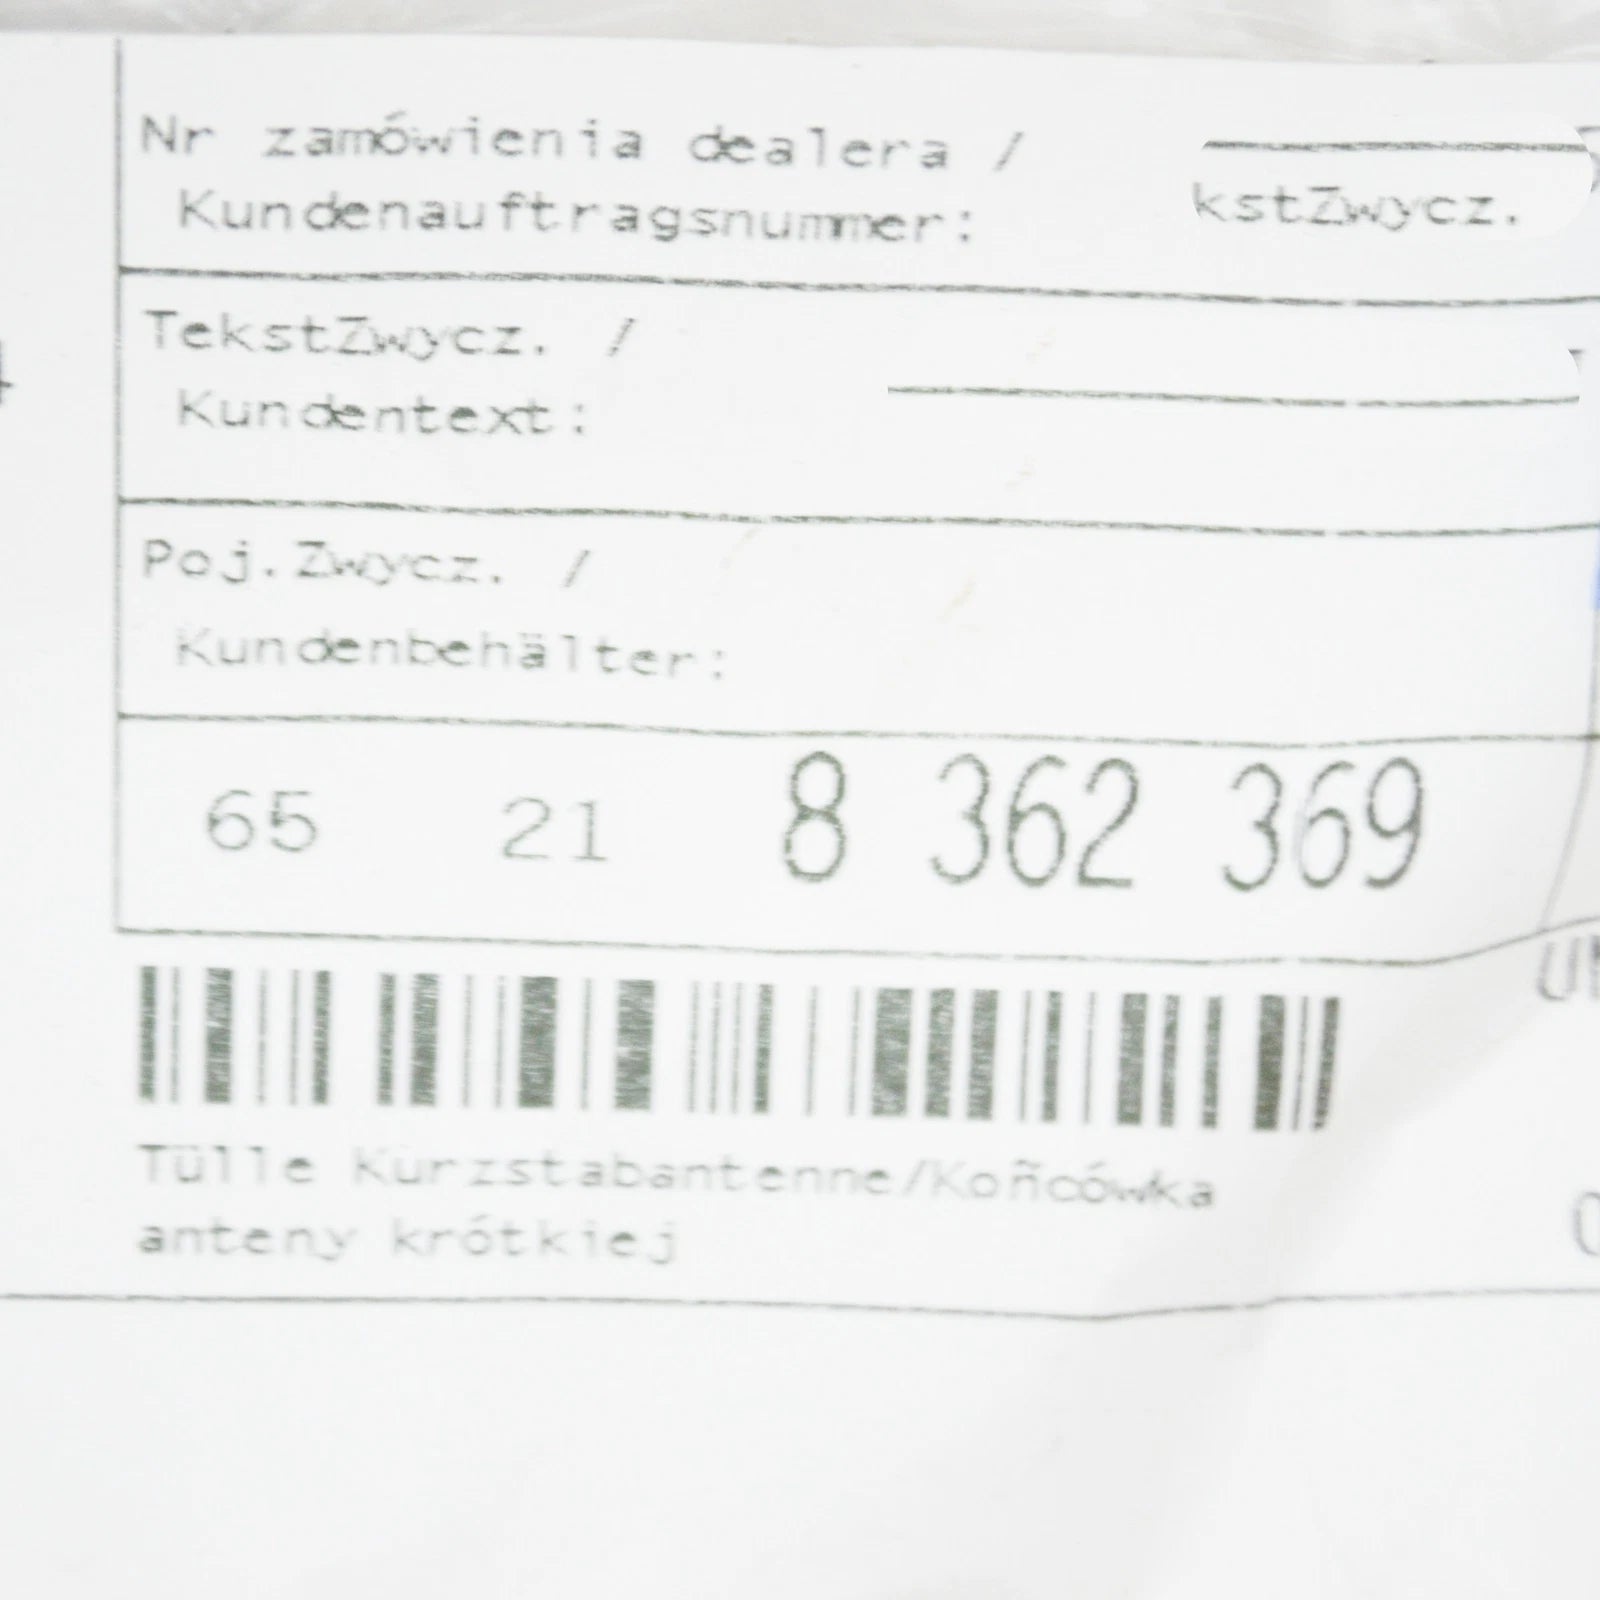 Nr zamówienia dealera /
Kundenauftragsnummer:
kstZwycz.
TekstZwycz. /
Kundentext:
Poj.Zwycz. /
Kundenbehälter:
65 21 8 362 369
Tülle Kurzstabantenne/Koñcówka
anteny krótkiej